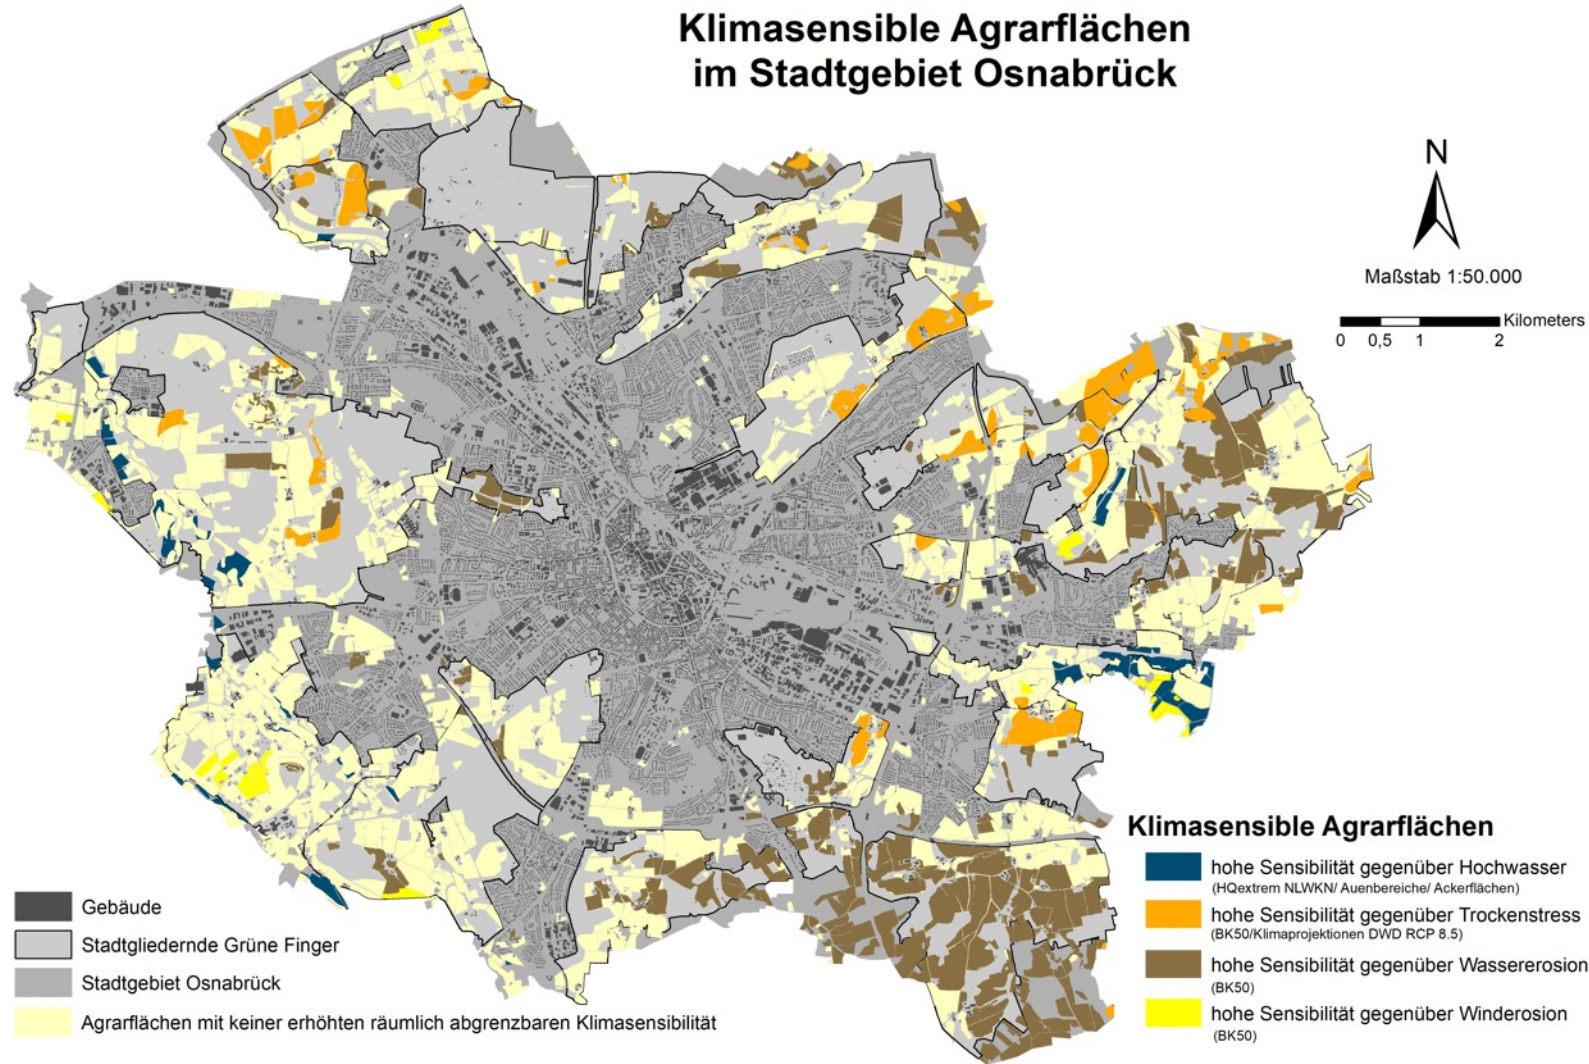 Klimasensible Agrarflächen
im Stadtgebiet Osnabrück
N
Maßstab 1:50.000
Kilometers
0 0,5 1 2
Klimasensible Agrarflächen
hohe Sensibilität gegenüber Hochwasser
(HQextrem NLWKN/ Auenbereiche/ Ackerflächen)
hohe Sensibilität gegenüber Trockenstress
(BK50/Klimaprojektionen DWD RCP 8.5)
hohe Sensibilität gegenüber Wassererosion
(BK50)
hohe Sensibilität gegenüber Winderosion
(BK50)
Gebäude
Stadtgliedernde Grüne Finger
Stadtgebiet Osnabrück
Agrarflächen mit keiner erhöhten räumlich abgrenzbaren Klimasensibilität